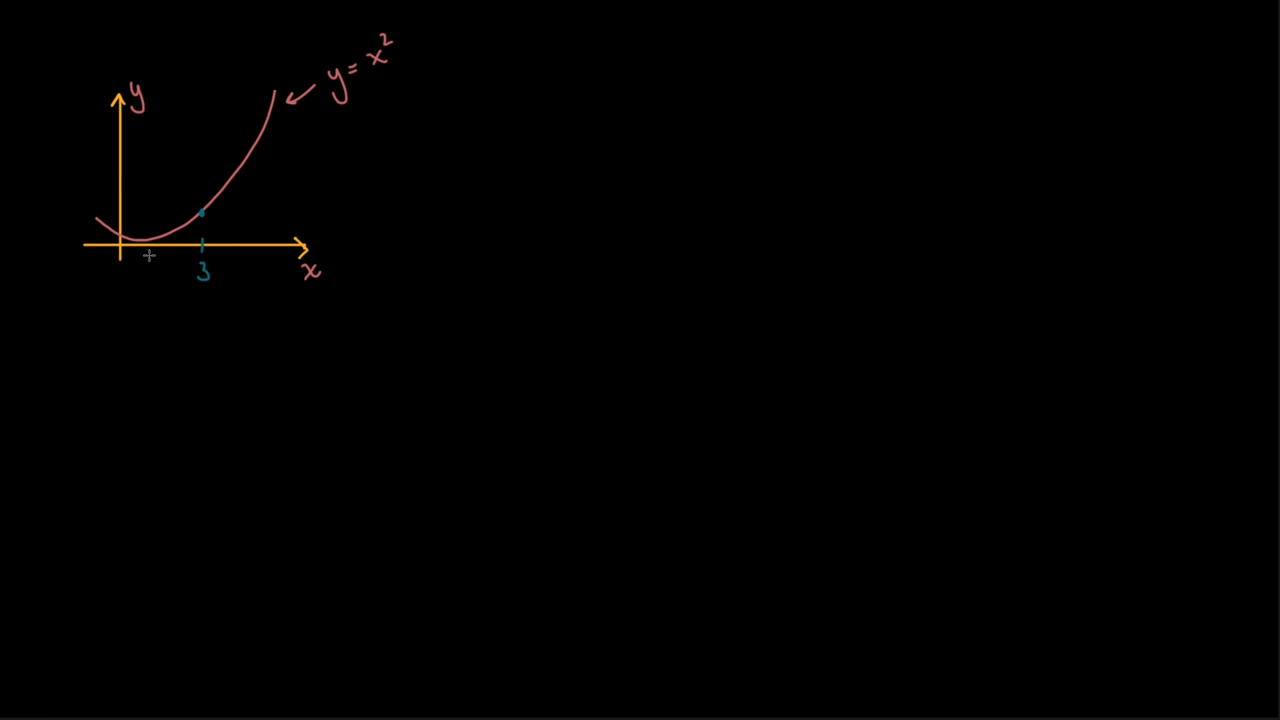 y = x²
y
3
x